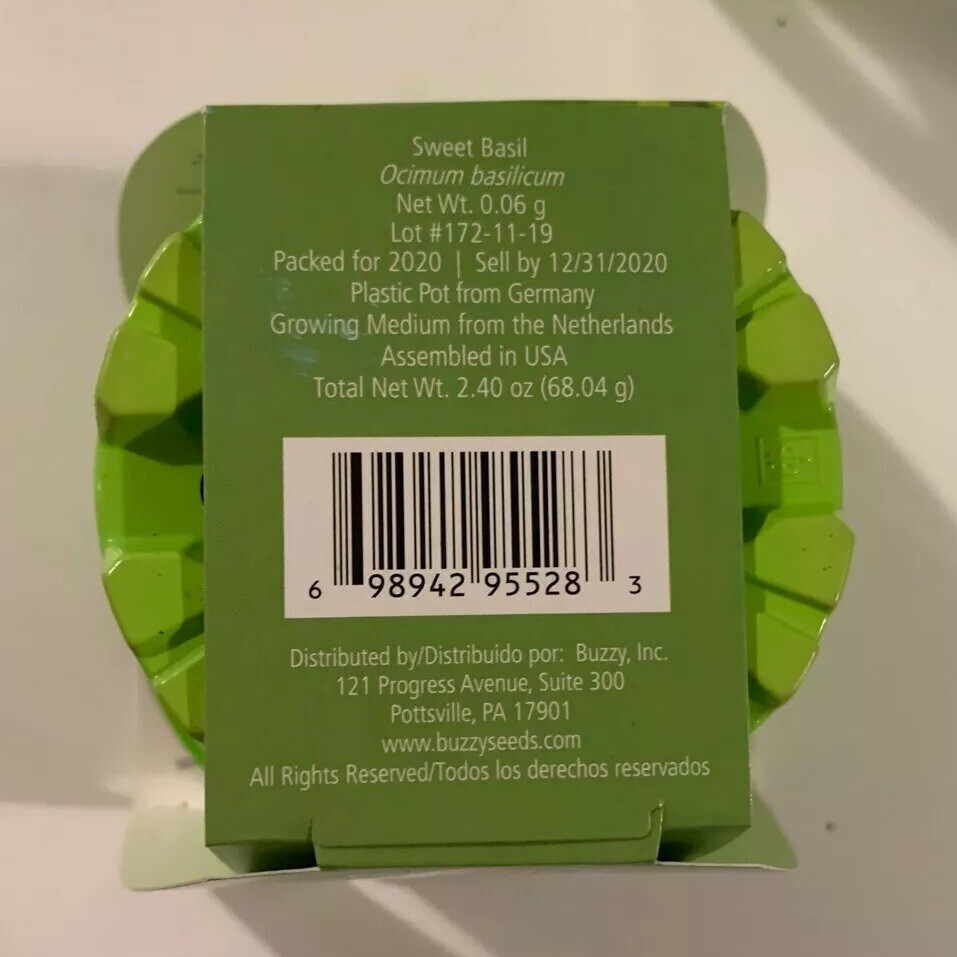 Sweet Basil
Ocimum basilicum
Net Wt. 0.06 g
Lot #172-11-19
Packed for 2020 | Sell by 12/31/2020
Plastic Pot from Germany
Growing Medium from the Netherlands
Assembled in USA
Total Net Wt. 2.40 oz (68.04 g)
6 98942 95528 3
Distributed by/Distribuido por: Buzzy, Inc.
121 Progress Avenue, Suite 300
Pottsville, PA 17901
www.buzzyseeds.com
All Rights Reserved/Todos los derechos reservados